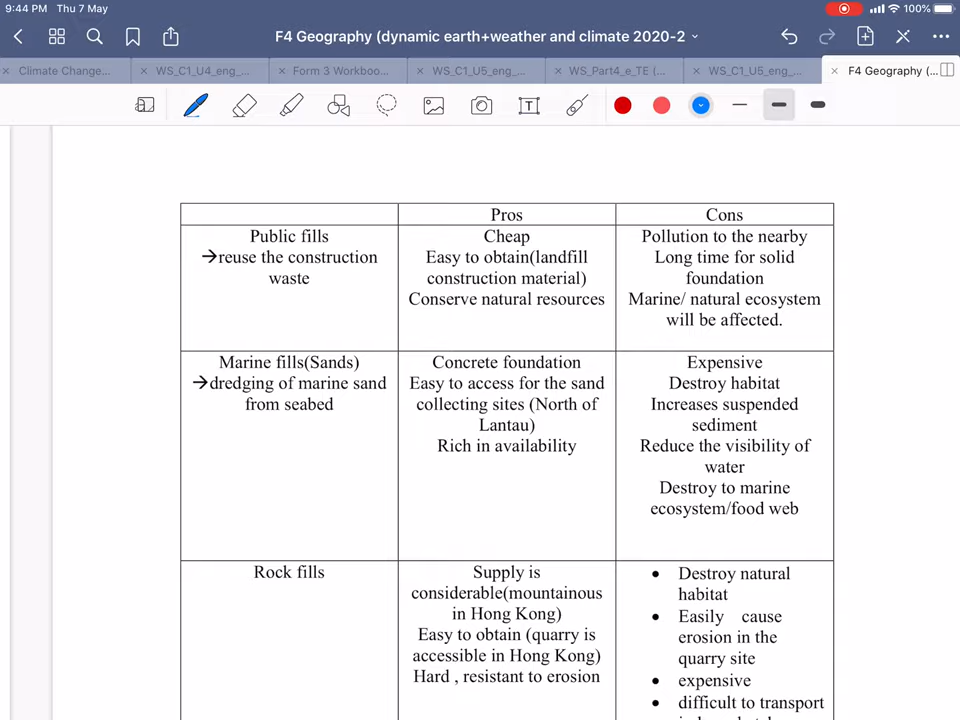 9:44 PM Thu 7 May
100%
F4 Geography (dynamic earth+weather and climate 2020-2
Climate Change...
WS_C1_U4_eng_...
Form 3 Workboo...
WS_C1_U5_eng_...
WS_Part4_e_TE (...
WS_C1_U5_eng_...
F4 Geography (...
T
Pros
Cons
Public fills
→reuse the construction
waste
Cheap
Easy to obtain(landfill
construction material)
Conserve natural resources
Pollution to the nearby
Long time for solid
foundation
Marine/ natural ecosystem
will be affected.
Marine fills(Sands)
→dredging of marine sand
from seabed
Concrete foundation
Easy to access for the sand
collecting sites (North of
Lantau)
Rich in availability
Expensive
Destroy habitat
Increases suspended
sediment
Reduce the visibility of
water
Destroy to marine
ecosystem/food web
Rock fills
Supply is
considerable(mountainous
in Hong Kong)
Easy to obtain (quarry is
accessible in Hong Kong)
Hard , resistant to erosion
• Destroy natural
habitat
• Easily cause
erosion in the
quarry site
• expensive
• difficult to transport